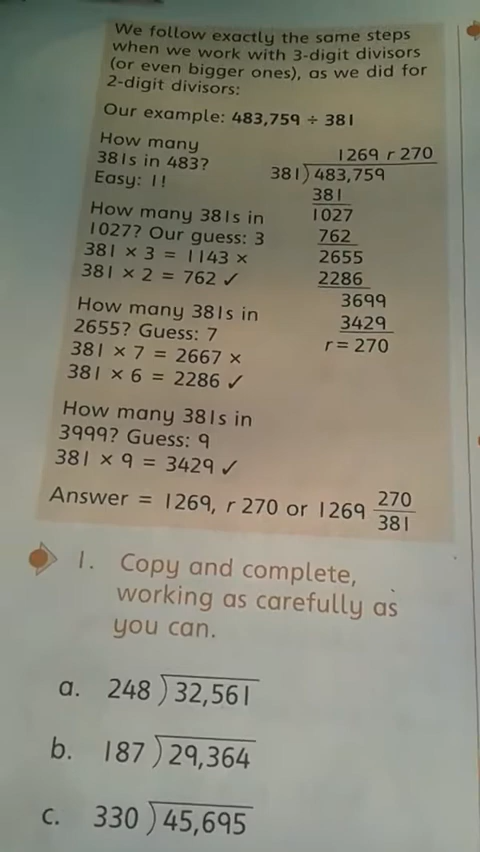 We follow exactly the same steps
when we work with 3-digit divisors
(or even bigger ones), as we did for
2-digit divisors:
Our example: 483,759 ÷ 381
How many
381s in 483?
Easy: 1!
How many 381s in
1027? Our guess: 3
381 × 3 = 1143 ×
381 × 2 = 762 ✓
How many 381s in
2655? Guess: 7
381 × 7 = 2667 ×
381 × 6 = 2286 ✓
How many 381s in
3999? Guess: 9
381 × 9 = 3429 ✓
1269 r 270
381)483,759
381
1027
762
2655
2286
3699
3429
r = 270
Answer = 1269, r 270 or 1269 270/381
1. Copy and complete,
working as carefully as
you can.
a. 248)32,561
b. 187)29,364
c. 330)45,695